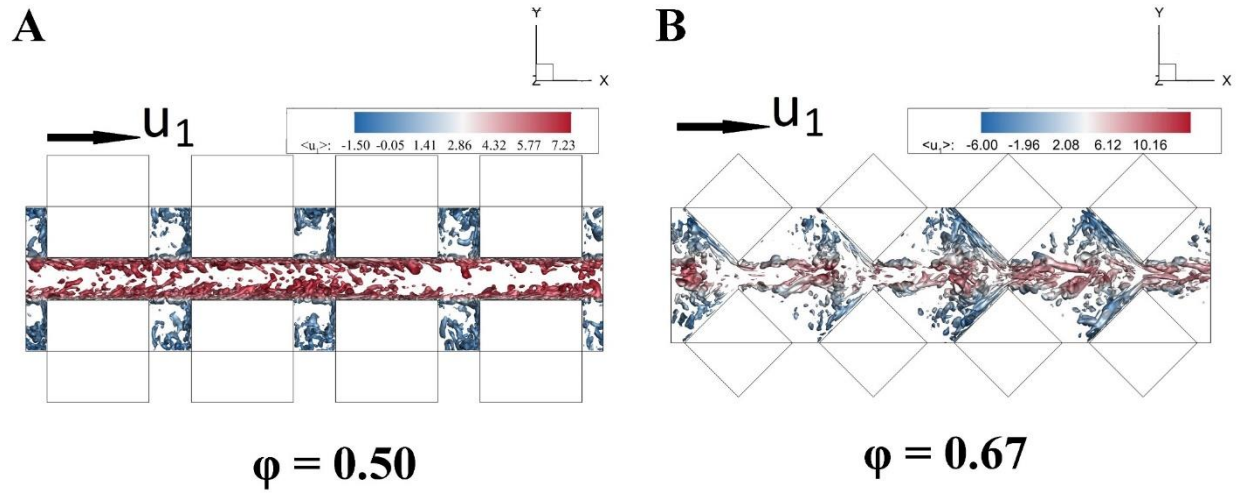 A
B
Y
Z X
Y
Z X
u1
<u1>: -1.50 -0.05 1.41 2.86 4.32 5.77 7.23
u1
<u1>: -6.00 -1.96 2.08 6.12 10.16
φ = 0.50
φ = 0.67